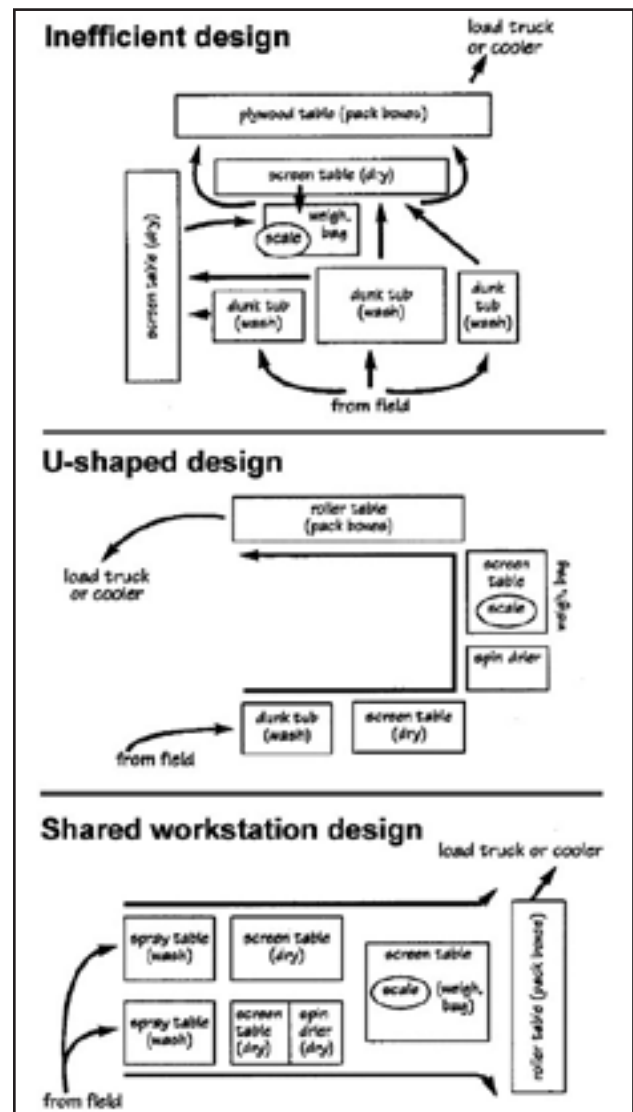 Inefficient design
load truck
or cooler
plywood table (pack boxes)
screen table (dry)
screen table (dry)
scale
weigh,
bag
dunk tub
(wash)
dunk tub
(wash)
dunk
tub
(wash)
from field
U-shaped design
roller table
(pack boxes)
load truck
or cooler
screen
table
scale
weigh, bag
spin drier
dunk tub
(wash)
screen table
(dry)
from field
Shared workstation design
load truck or cooler
spray table
(wash)
screen table
(dry)
screen table
scale
(weigh,
bag)
roller table (pack boxes)
spray table
(wash)
screen
table
(dry)
spin
drier
(dry)
from field